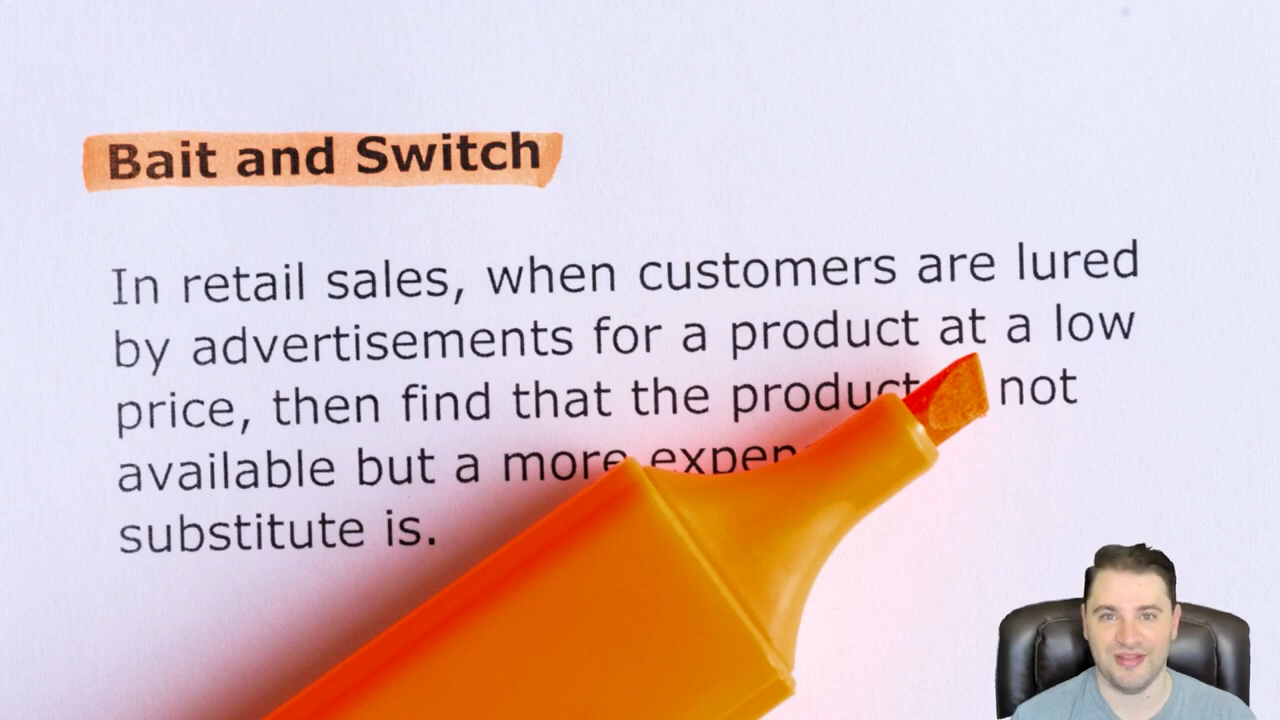 Bait and Switch
In retail sales, when customers are lured
by advertisements for a product at a low
price, then find that the product not
available but a more
substitute is.